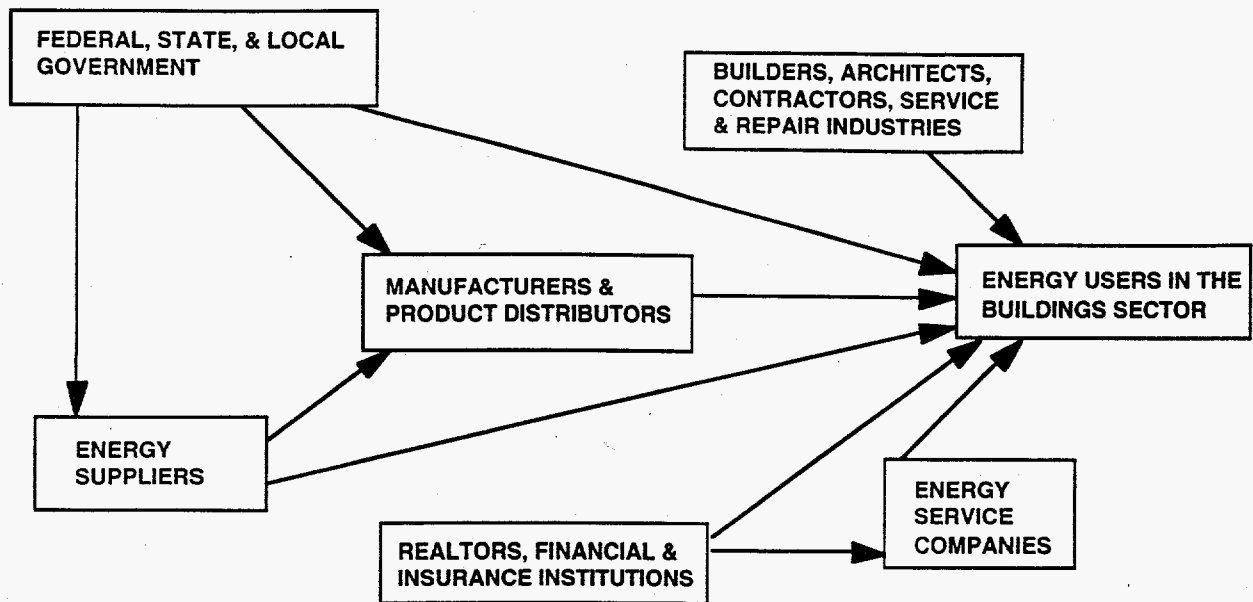 FEDERAL, STATE, & LOCAL
GOVERNMENT
BUILDERS, ARCHITECTS,
CONTRACTORS, SERVICE
& REPAIR INDUSTRIES
MANUFACTURERS &
PRODUCT DISTRIBUTORS
ENERGY USERS IN THE
BUILDINGS SECTOR
ENERGY
SUPPLIERS
REALTORS, FINANCIAL &
INSURANCE INSTITUTIONS
ENERGY
SERVICE
COMPANIES